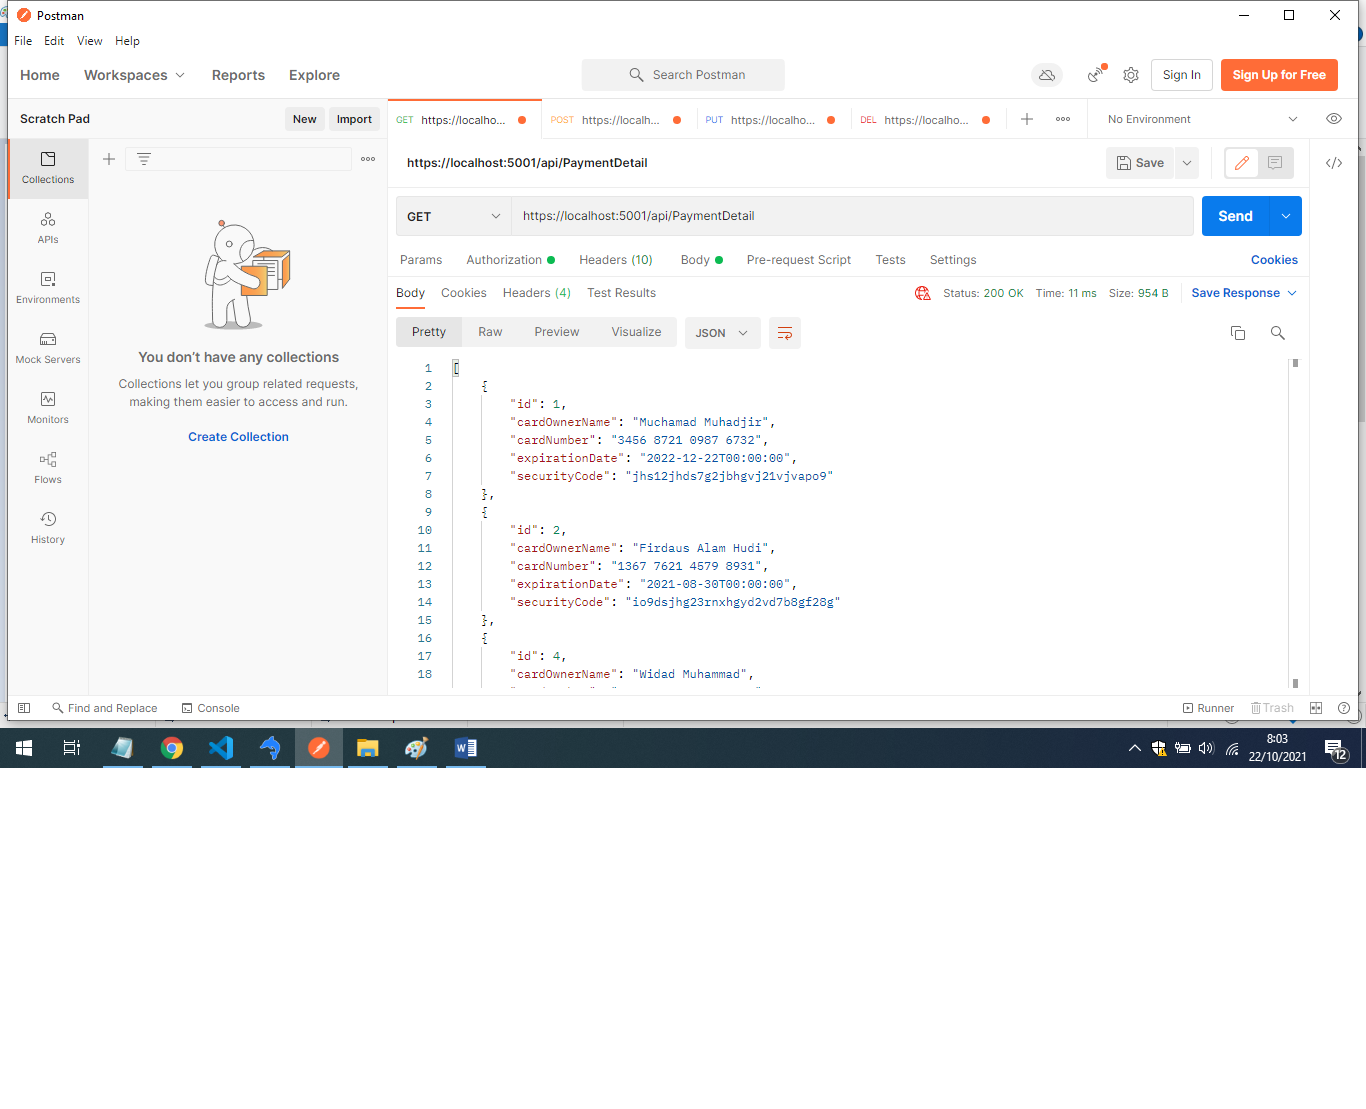 Postman
File Edit View Help
Home Workspaces Reports Explore
Search Postman
Sign In
Sign Up for Free
Scratch Pad
New
Import
GET https://localho...
POST https://localho...
PUT https://localho...
DEL https://localho...
No Environment
https://localhost:5001/api/PaymentDetail
Save
Collections
APIs
Environments
Mock Servers
Monitors
Flows
History
You don't have any collections
Collections let you group related requests,
making them easier to access and run.
Create Collection
GET https://localhost:5001/api/PaymentDetail
Send
Params Authorization Headers (10) Body Pre-request Script Tests Settings Cookies
Body Cookies Headers (4) Test Results Status: 200 OK Time: 11 ms Size: 954 B Save Response
Pretty Raw Preview Visualize JSON
1 [
2 {
3 "id": 1,
4 "cardOwnerName": "Muchamad Muhadjir",
5 "cardNumber": "3456 8721 0987 6732",
6 "expirationDate": "2022-12-22T00:00:00",
7 "securityCode": "jhs12jhds7g2jbhgvj21vjvapo9"
8 },
9 {
10 "id": 2,
11 "cardOwnerName": "Firdaus Alam Hudi",
12 "cardNumber": "1367 7621 4579 8931",
13 "expirationDate": "2021-08-30T00:00:00",
14 "securityCode": "io9dsjhg23rnxhgyd2vd7b8gf28g"
15 },
16 {
17 "id": 4,
18 "cardOwnerName": "Widad Muhammad",
Find and Replace Console Runner Trash
8:03
22/10/2021
12